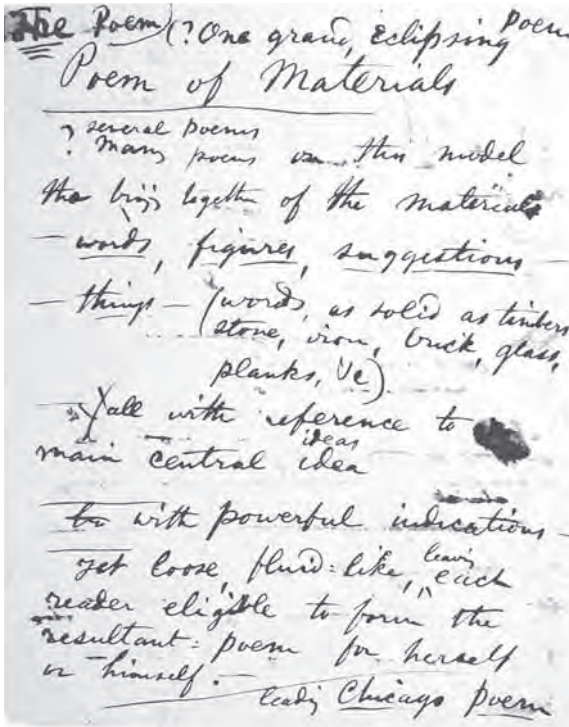 The Poem (? One grand, Eclipsing Poem
Poem of Materials
? several poems
? many poems on this model
the bring together of the materials
— words, figures, suggestions —
— things — (words, as solid as timbers
stone, iron, brick, glass,
planks, &c)
all with reference to
ideas
main central idea
with powerful indications —
yet loose, fluid-like, leaving each
reader eligible to form the
resultant-poem for herself
or himself. —
leading Chicago Poem